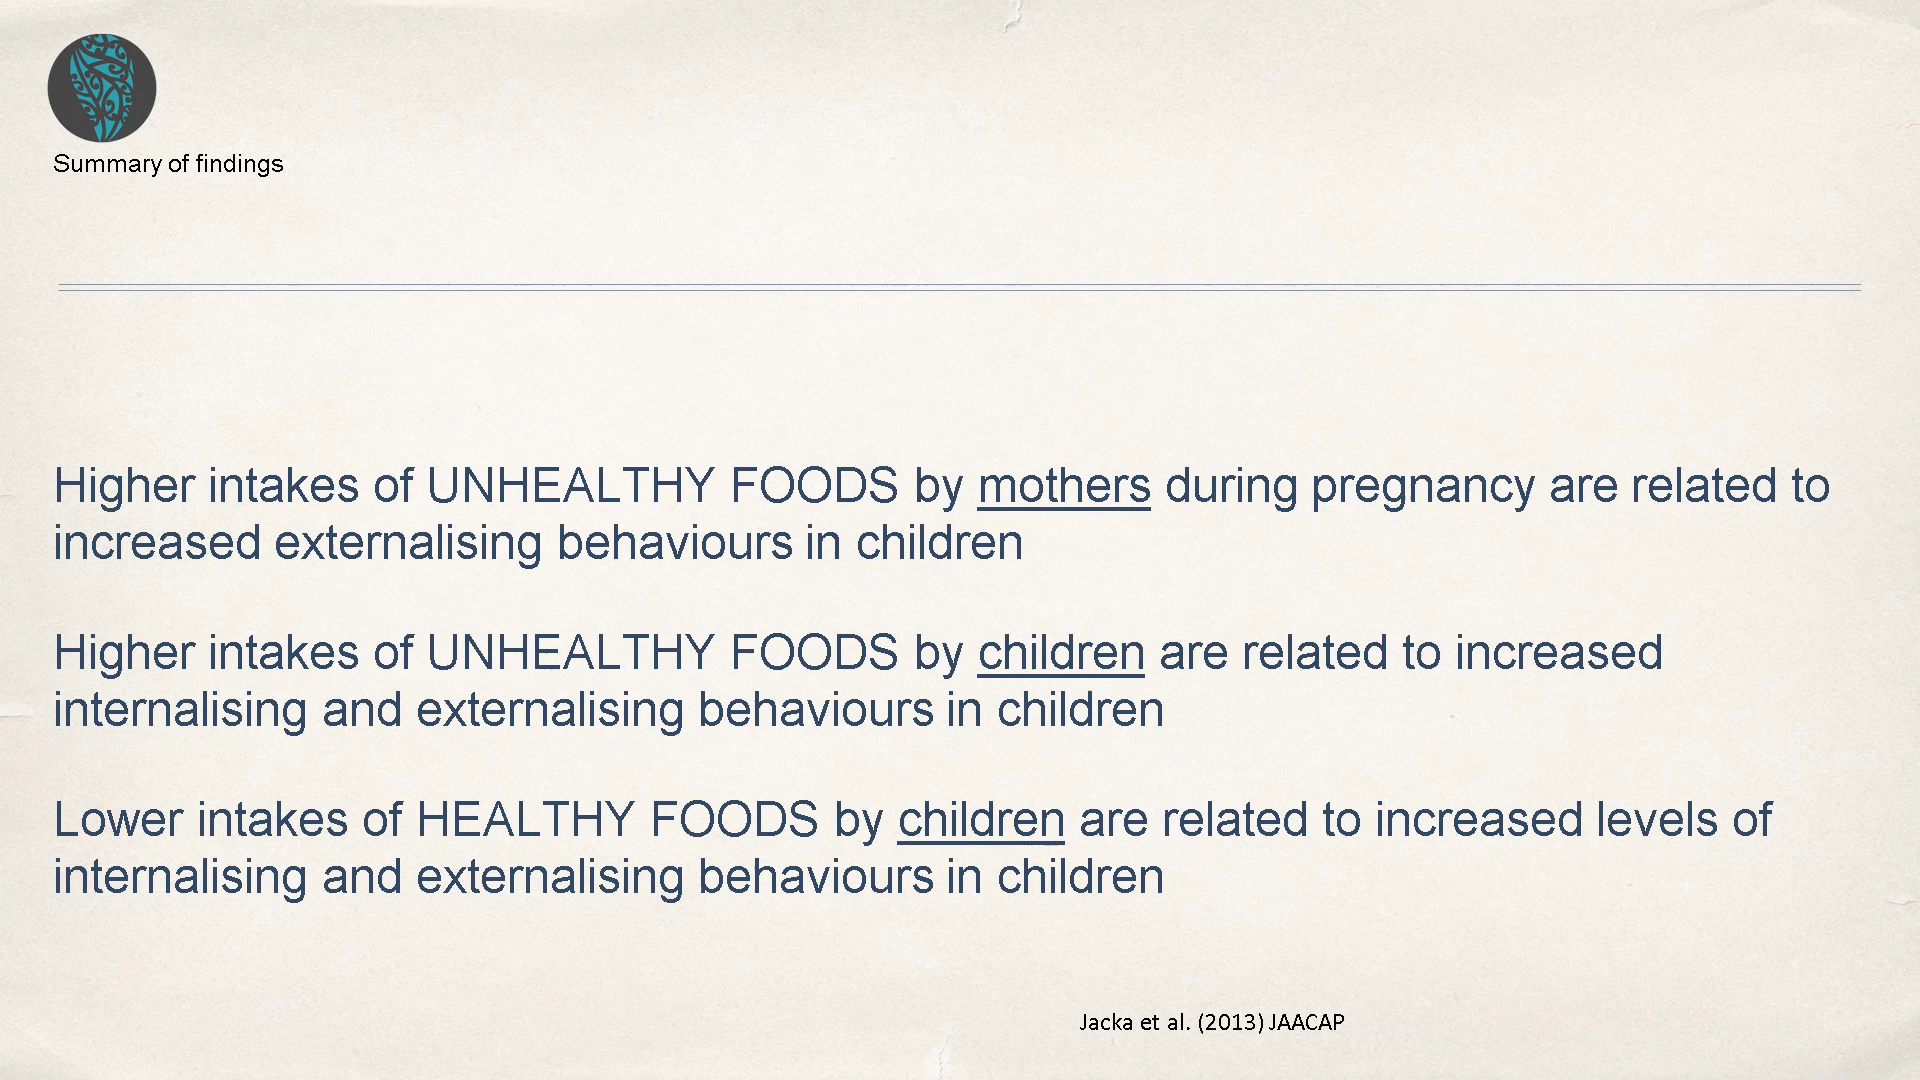 Summary of findings
Higher intakes of UNHEALTHY FOODS by mothers during pregnancy are related to
increased externalising behaviours in children
Higher intakes of UNHEALTHY FOODS by children are related to increased
internalising and externalising behaviours in children
Lower intakes of HEALTHY FOODS by children are related to increased levels of
internalising and externalising behaviours in children
Jacka et al. (2013) JAACAP